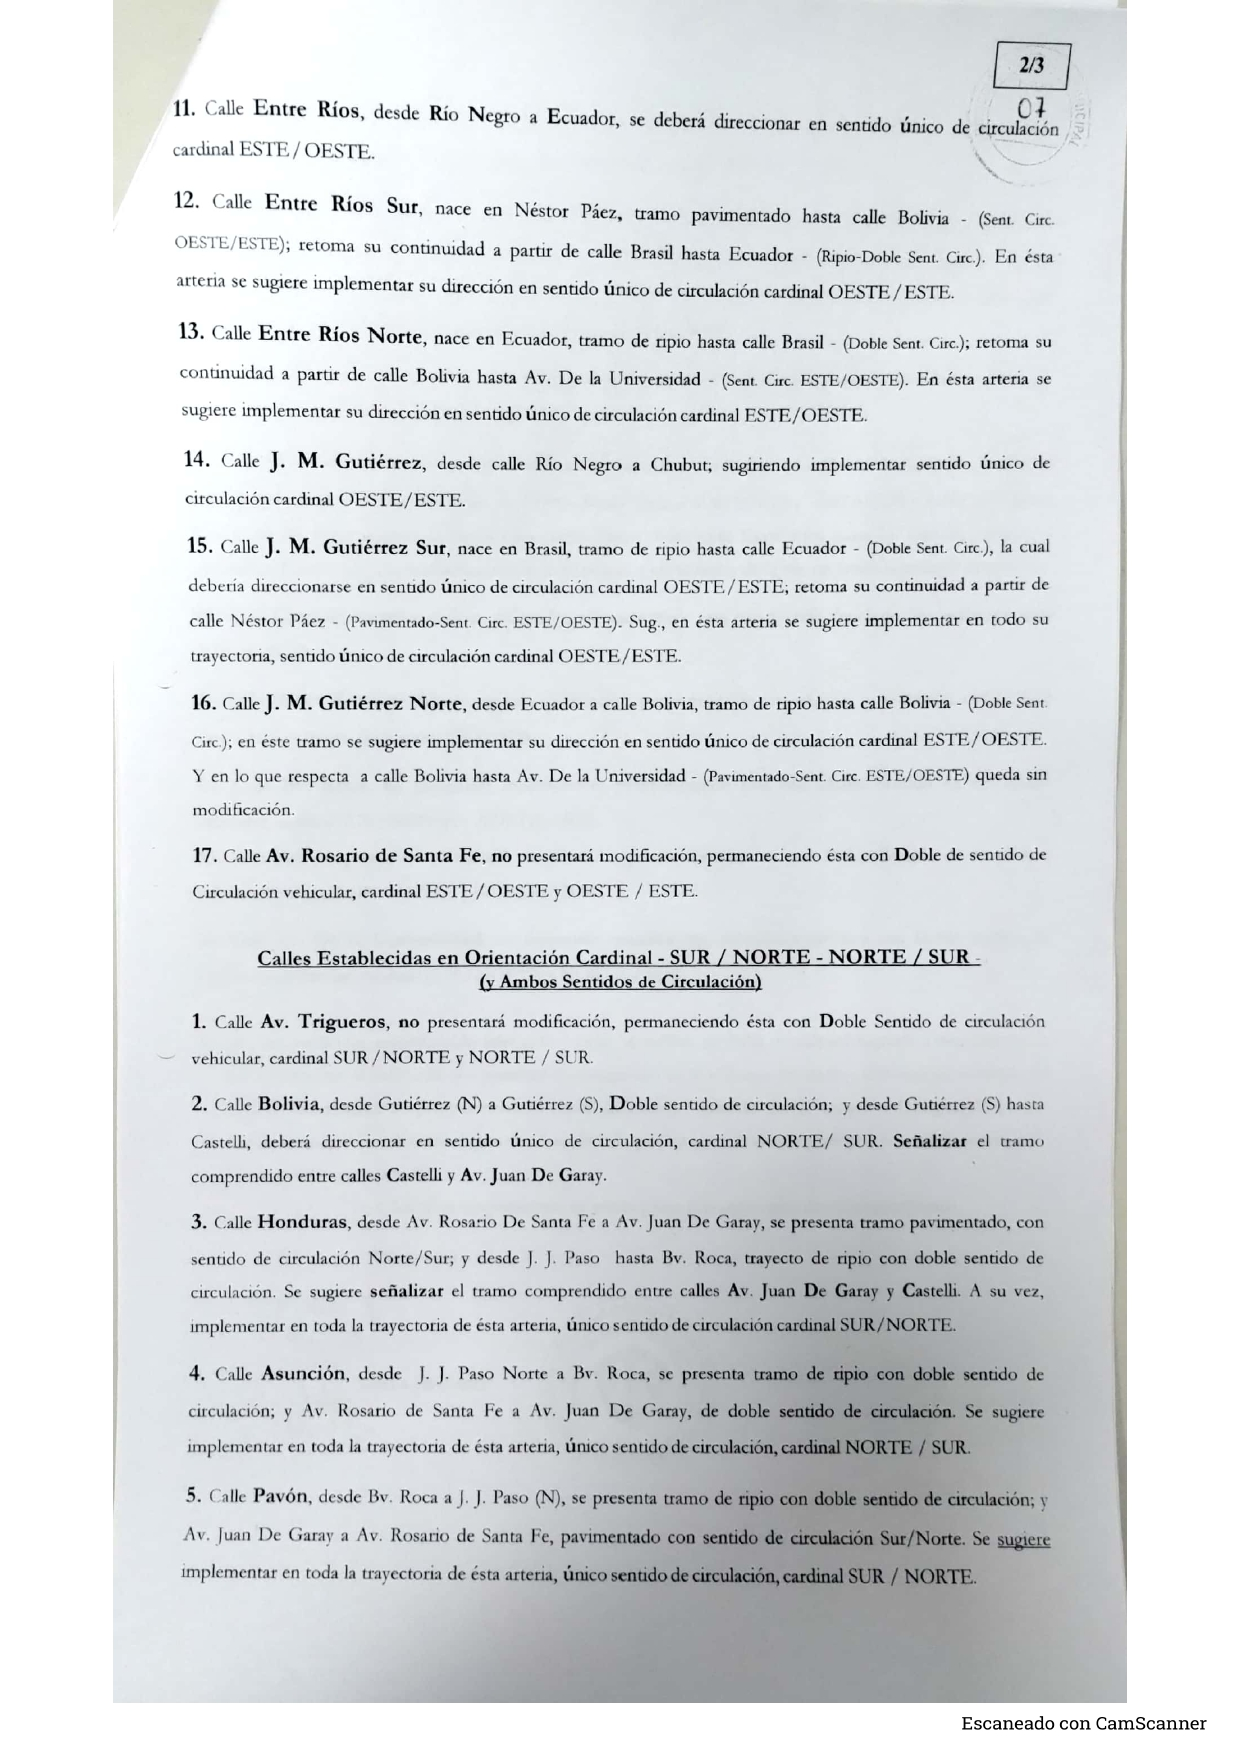 2/3
07
11. Calle Entre Ríos, desde Río Negro a Ecuador, se deberá direccionar en sentido único de circulación
cardinal ESTE / OESTE.
12. Calle Entre Ríos Sur, nace en Néstor Páez, tramo pavimentado hasta calle Bolivia - (Sent. Circ.
OESTE/ESTE); retoma su continuidad a partir de calle Brasil hasta Ecuador - (Ripio-Doble Sent. Circ.). En ésta
arteria se sugiere implementar su dirección en sentido único de circulación cardinal OESTE / ESTE.
13. Calle Entre Ríos Norte, nace en Ecuador, tramo de ripio hasta calle Brasil - (Doble Sent. Circ.); retoma su
continuidad a partir de calle Bolivia hasta Av. De la Universidad - (Sent. Circ. ESTE/OESTE). En ésta arteria se
sugiere implementar su dirección en sentido único de circulación cardinal ESTE/OESTE.
14. Calle J. M. Gutiérrez, desde calle Río Negro a Chubut; sugiriendo implementar sentido único de
circulación cardinal OESTE/ESTE.
15. Calle J. M. Gutiérrez Sur, nace en Brasil, tramo de ripio hasta calle Ecuador - (Doble Sent. Circ.), la cual
debería direccionarse en sentido único de circulación cardinal OESTE/ESTE; retoma su continuidad a partir de
calle Néstor Páez - (Pavimentado-Sent. Circ. ESTE/OESTE). Sug., en ésta arteria se sugiere implementar en todo su
trayectoria, sentido único de circulación cardinal OESTE/ESTE.
16. Calle J. M. Gutiérrez Norte, desde Ecuador a calle Bolivia, tramo de ripio hasta calle Bolivia - (Doble Sent.
Circ.); en éste tramo se sugiere implementar su dirección en sentido único de circulación cardinal ESTE/OESTE.
Y en lo que respecta a calle Bolivia hasta Av. De la Universidad - (Pavimentado-Sent. Circ. ESTE/OESTE) queda sin
modificación.
17. Calle Av. Rosario de Santa Fe, no presentará modificación, permaneciendo ésta con Doble de sentido de
Circulación vehicular, cardinal ESTE / OESTE y OESTE / ESTE.
Calles Establecidas en Orientación Cardinal - SUR / NORTE - NORTE / SUR -
(y Ambos Sentidos de Circulación)
1. Calle Av. Trigueros, no presentará modificación, permaneciendo ésta con Doble Sentido de circulación
vehicular, cardinal SUR / NORTE y NORTE / SUR.
2. Calle Bolivia, desde Gutiérrez (N) a Gutiérrez (S), Doble sentido de circulación; y desde Gutiérrez (S) hasta
Castelli, deberá direccionar en sentido único de circulación, cardinal NORTE/ SUR. Señalizar el tramo
comprendido entre calles Castelli y Av. Juan De Garay.
3. Calle Honduras, desde Av. Rosario De Santa Fe a Av. Juan De Garay, se presenta tramo pavimentado, con
sentido de circulación Norte/Sur; y desde J. J. Paso hasta Bv. Roca, trayecto de ripio con doble sentido de
circulación. Se sugiere señalizar el tramo comprendido entre calles Av. Juan De Garay y Castelli. A su vez,
implementar en toda la trayectoria de ésta arteria, único sentido de circulación cardinal SUR/NORTE.
4. Calle Asunción, desde J. J. Paso Norte a Bv. Roca, se presenta tramo de ripio con doble sentido de
circulación; y Av. Rosario de Santa Fe a Av. Juan De Garay, de doble sentido de circulación. Se sugiere
implementar en toda la trayectoria de ésta arteria, único sentido de circulación, cardinal NORTE / SUR.
5. Calle Pavón, desde Bv. Roca a J. J. Paso (N), se presenta tramo de ripio con doble sentido de circulación; y
Av. Juan De Garay a Av. Rosario de Santa Fe, pavimentado con sentido de circulación Sur/Norte. Se sugiere
implementar en toda la trayectoria de ésta arteria, único sentido de circulación, cardinal SUR / NORTE.
Escaneado con CamScanner